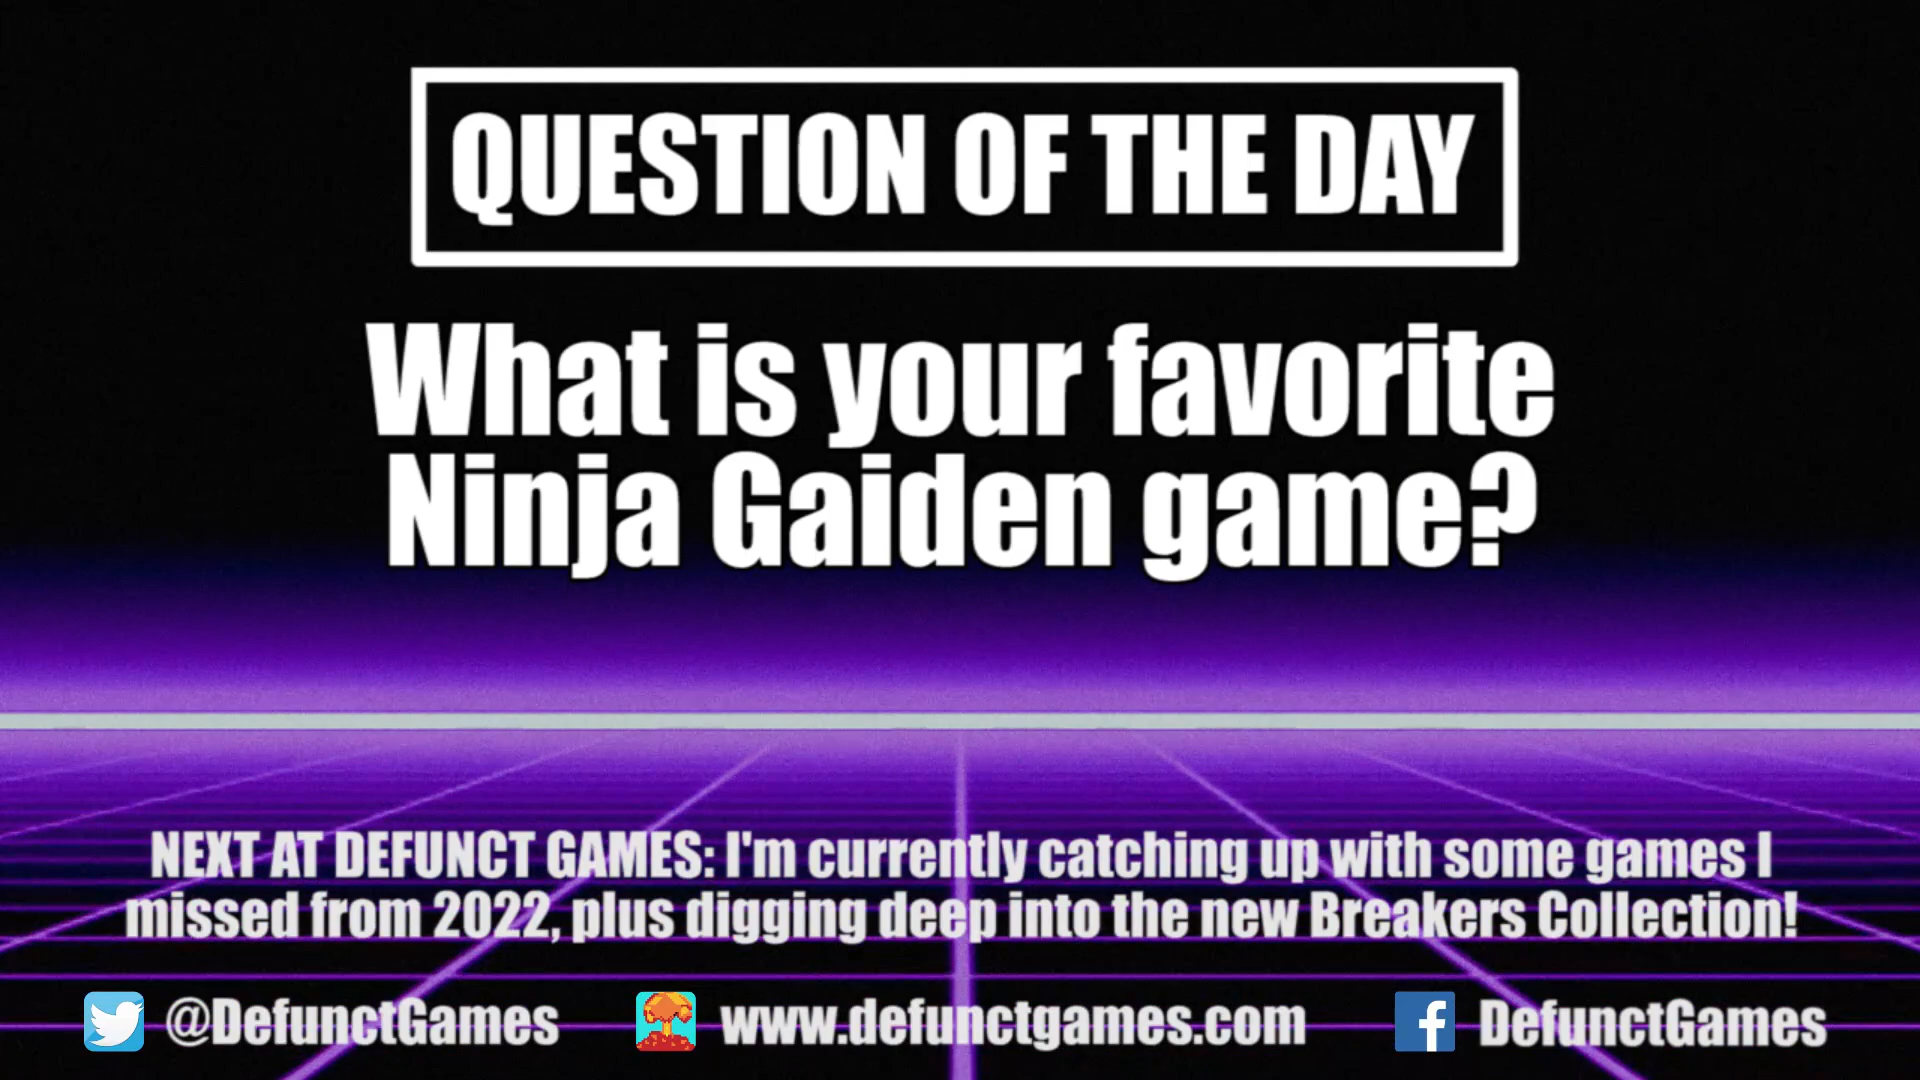 QUESTION OF THE DAY
What is your favorite
Ninja Gaiden game?
NEXT AT DEFUNCT GAMES: I'm currently catching up with some games I
missed from 2022, plus digging deep into the new Breakers Collection!
@DefunctGames
www.defunctgames.com
DefunctGames